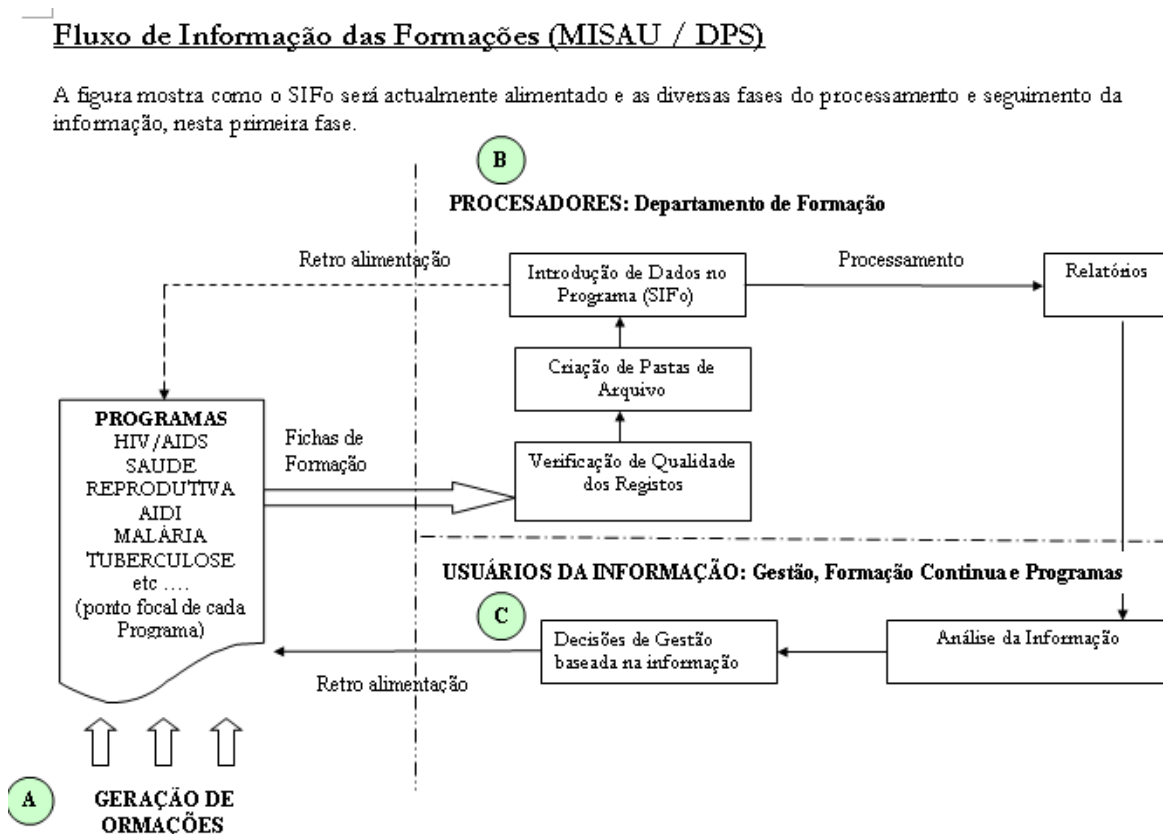 Fluxo de Informação das Formações (MISAU / DPS)
A figura mostra como o SIFo será actualmente alimentado e as diversas fases do processamento e seguimento da
informação, nesta primeira fase.
B
PROCESADORES: Departamento de Formação
Retro alimentação
Introdução de Dados no
Programa (SIFo)
Processamento
Relatórios
Criação de Pastas de
Arquivo
Verificação de Qualidade
dos Registos
Fichas de
Formação
PROGRAMAS
HIV/AIDS
SAUDE
REPRODUTIVA
AIDI
MALÁRIA
TUBERCULOSE
etc ....
(ponto focal de cada
Programa)
USUÁRIOS DA INFORMAÇÃO: Gestão, Formação Continua e Programas
C
Decisões de Gestão
baseada na informação
Análise da Informação
Retro alimentação
A
GERAÇÃO DE
ORMAÇÕES